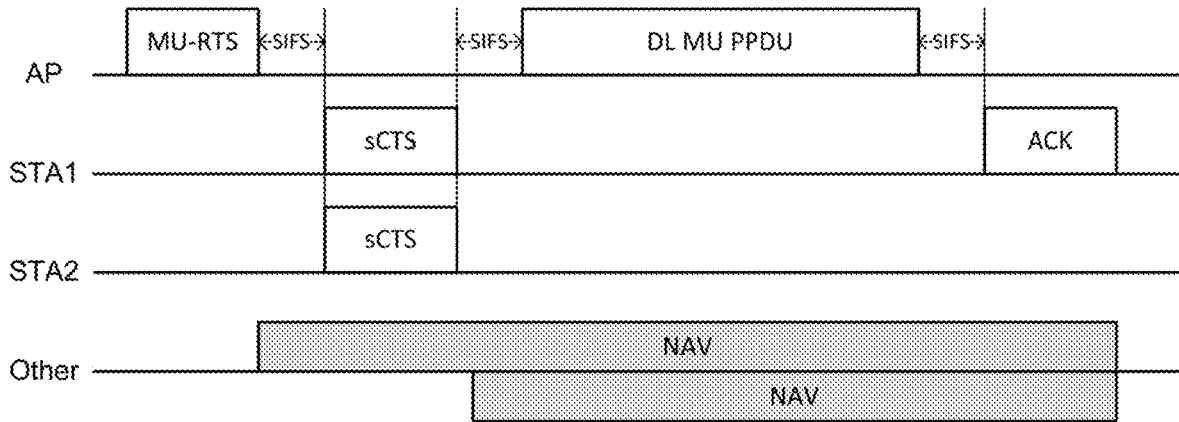 MU-RTS SIFS SIFS DL MU PPDU SIFS
AP
sCTS ACK
STA1
sCTS
STA2
NAV
Other
NAV